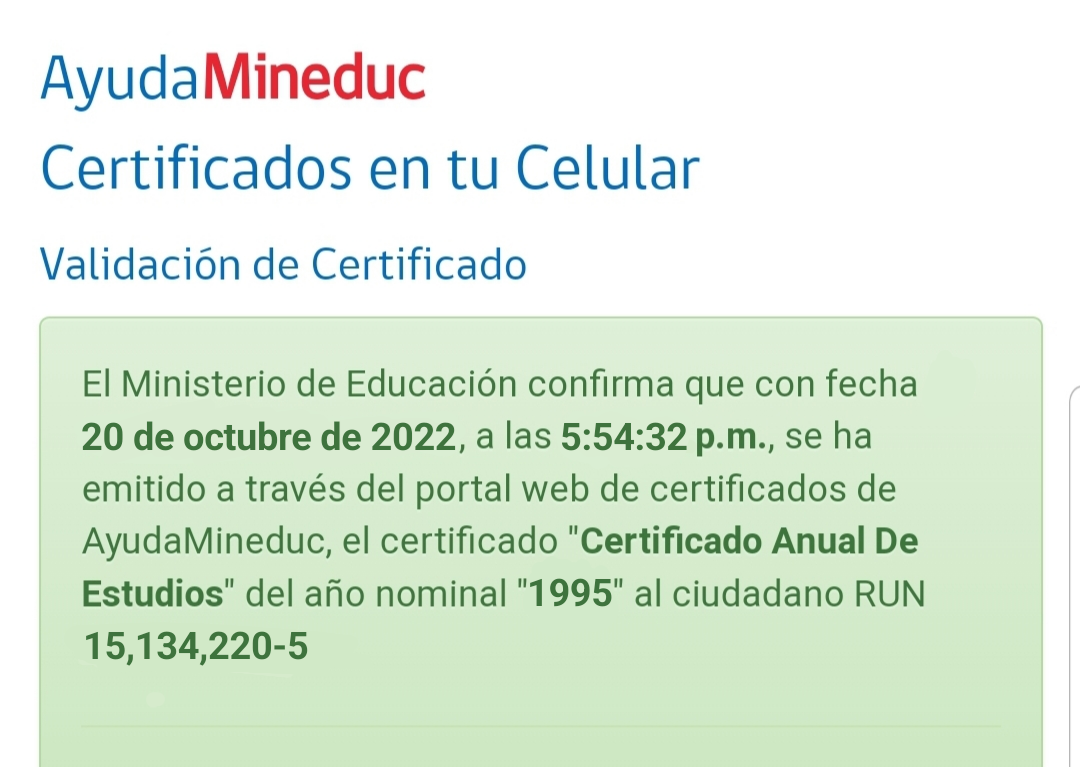 AyudaMineduc
Certificados en tu Celular
Validación de Certificado
El Ministerio de Educación confirma que con fecha
20 de octubre de 2022, a las 5:54:32 p.m., se ha
emitido a través del portal web de certificados de
AyudaMineduc, el certificado "Certificado Anual De
Estudios" del año nominal "1995" al ciudadano RUN
15,134,220-5